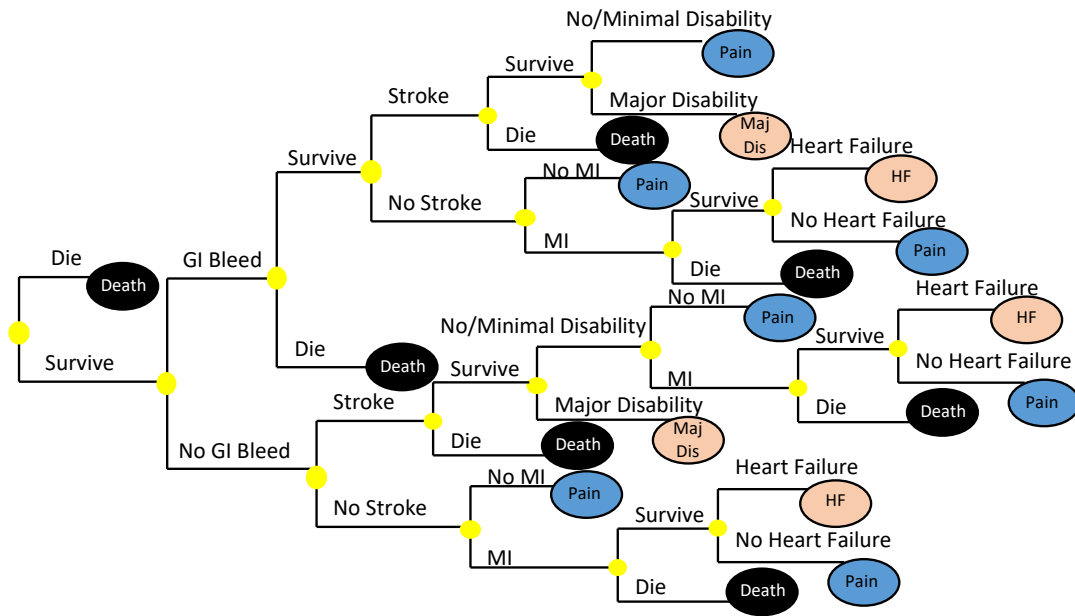 No/Minimal Disability
Pain
Survive
Stroke
Major Disability
Maj
Dis
Die
Death
Heart Failure
Survive
No MI
Pain
HF
No Stroke
Survive
No Heart Failure
MI
Pain
Die
GI Bleed
Die
Death
Death
No MI
Heart Failure
Pain
HF
No/Minimal Disability
Survive
Survive
Die
Death
Survive
No Heart Failure
MI
Pain
Stroke
Major Disability
Die
Death
Maj
Dis
Die
Death
No GI Bleed
No MI
Pain
Heart Failure
HF
No Stroke
Survive
No Heart Failure
MI
Pain
Die
Death